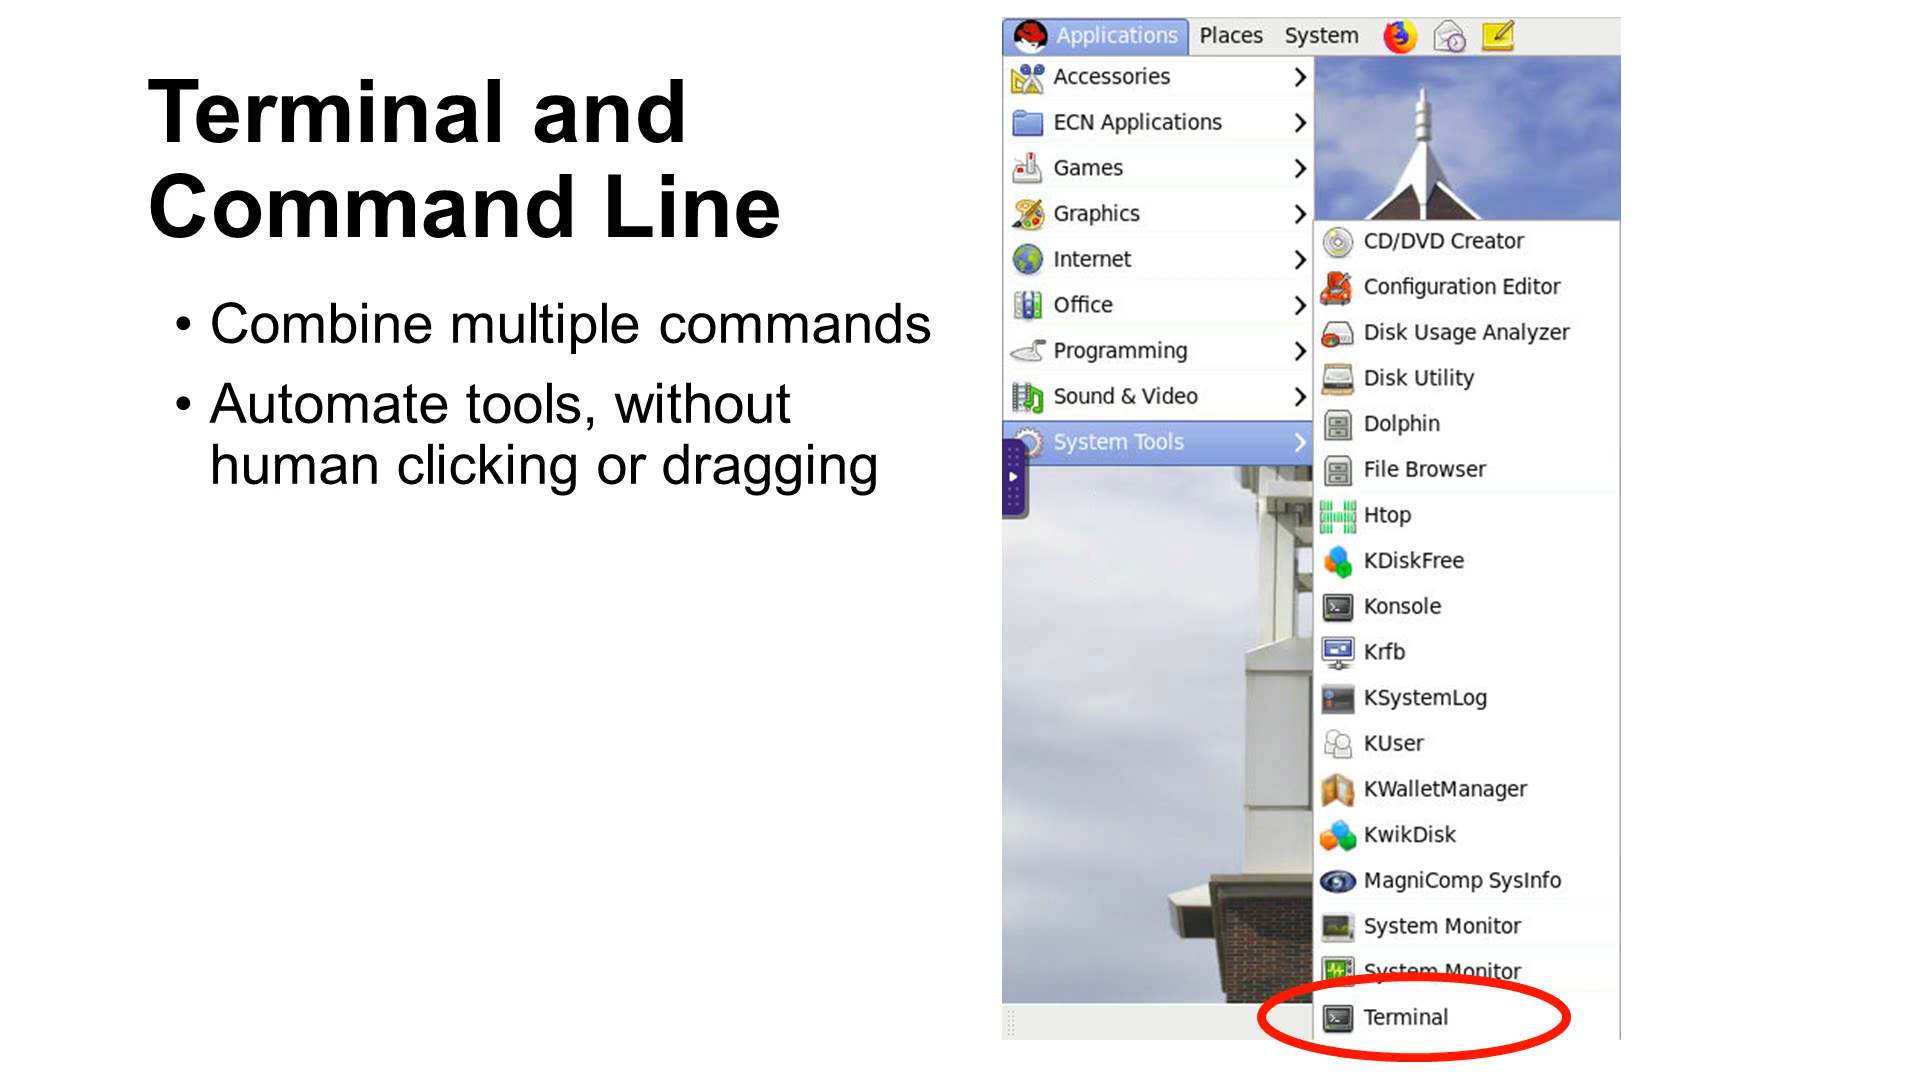 Terminal and
Command Line
• Combine multiple commands
• Automate tools, without
human clicking or dragging
Applications Places System
Accessories
ECN Applications
Games
Graphics
Internet
Office
Programming
Sound & Video
System Tools
CD/DVD Creator
Configuration Editor
Disk Usage Analyzer
Disk Utility
Dolphin
File Browser
Htop
KDiskFree
Konsole
Krfb
KSystemLog
KUser
KWalletManager
KwikDisk
MagniComp SysInfo
System Monitor
System Monitor
Terminal